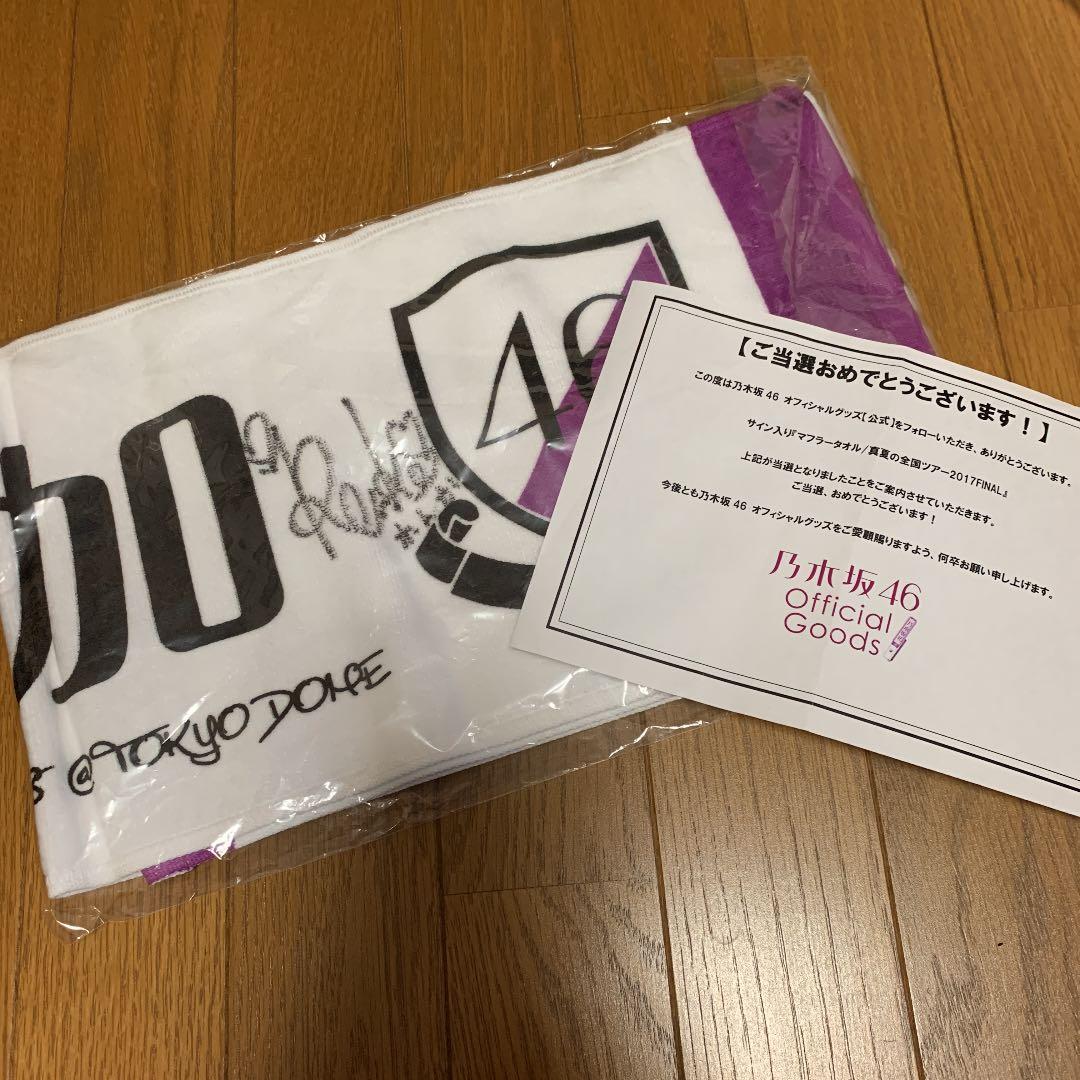 46
加
@TOKYO DOME
【ご当選おめでとうございます！】
この度は乃木坂 46 オフィシャルグッズ【公式】をフォローいただき、ありがとうございます。
サイン入り『マフラータオル/真夏の全国ツアー2017FINAL』
上記が当選となりましたことをご案内させていただきます。
ご当選、おめでとうございます！
今後とも乃木坂 46 オフィシャルグッズをご愛顧賜りますよう、何卒お願い申し上げます。
乃木坂46
Official
Goods